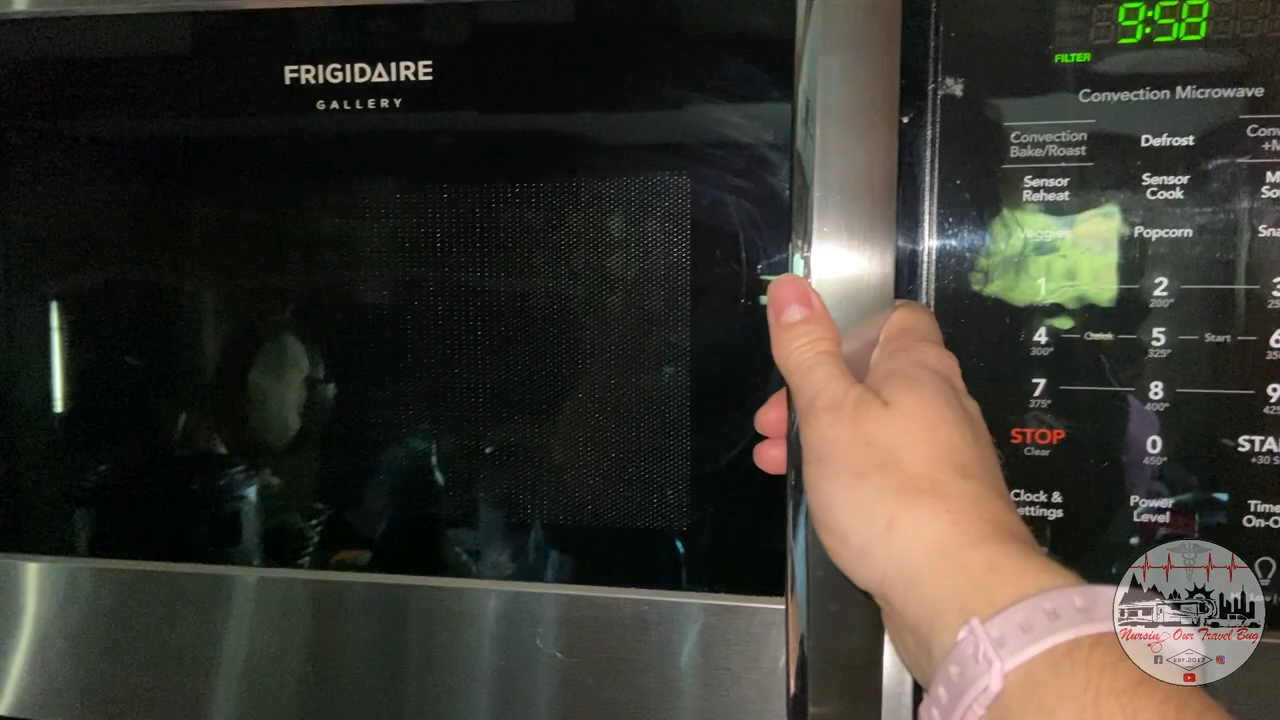 FRIGIDAIRE
GALLERY
9:58
FILTER
Convection Microwave
Convection
Bake/Roast
Defrost
Sensor
Reheat
Sensor
Cook
Veggies
Popcorn
1
2
200°
4
300°
5
325°
Start
7
375°
8
400°
STOP
Clear
0
450°
Clock &
Power
Level
Nursing Our Travel Bug
EST.2017